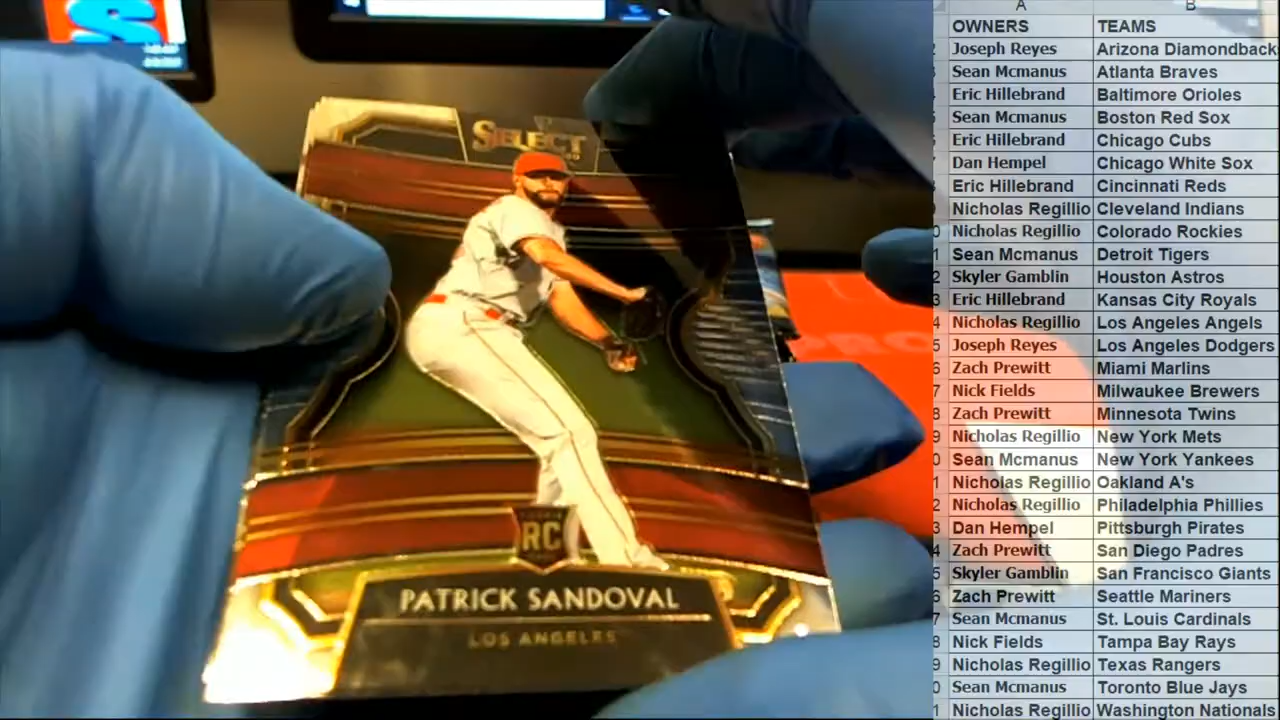 SELECT
RC
PATRICK SANDOVAL
LOS ANGELES
A B
OWNERS TEAMS
Joseph Reyes Arizona Diamondback
Sean Mcmanus Atlanta Braves
Eric Hillebrand Baltimore Orioles
Sean Mcmanus Boston Red Sox
Eric Hillebrand Chicago Cubs
Dan Hempel Chicago White Sox
Eric Hillebrand Cincinnati Reds
Nicholas Regillio Cleveland Indians
Nicholas Regillio Colorado Rockies
Sean Mcmanus Detroit Tigers
Skyler Gamblin Houston Astros
Eric Hillebrand Kansas City Royals
Nicholas Regillio Los Angeles Angels
Joseph Reyes Los Angeles Dodgers
Zach Prewitt Miami Marlins
Nick Fields Milwaukee Brewers
Zach Prewitt Minnesota Twins
Nicholas Regillio New York Mets
Sean Mcmanus New York Yankees
Nicholas Regillio Oakland A's
Nicholas Regillio Philadelphia Phillies
Dan Hempel Pittsburgh Pirates
Zach Prewitt San Diego Padres
Skyler Gamblin San Francisco Giants
Zach Prewitt Seattle Mariners
Sean Mcmanus St. Louis Cardinals
Nick Fields Tampa Bay Rays
Nicholas Regillio Texas Rangers
Sean Mcmanus Toronto Blue Jays
Nicholas Regillio Washington Nationals